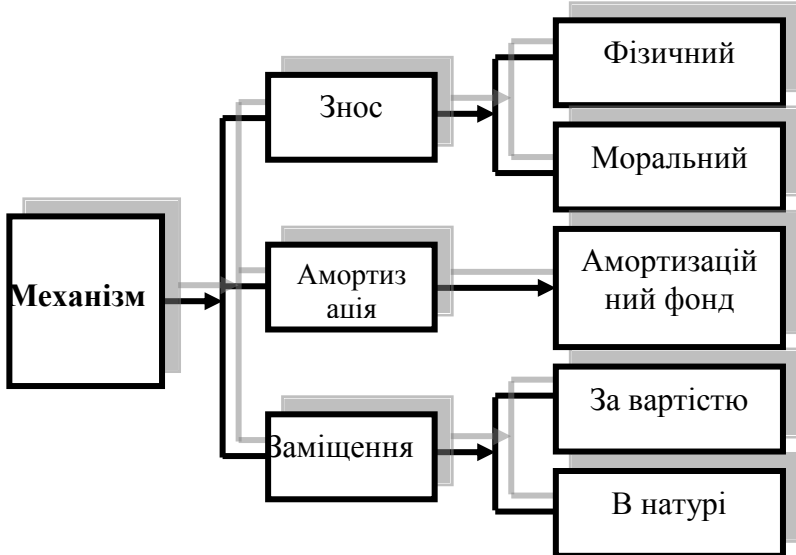 Механізм
Знос
Фізичний
Моральний
Амортиз
ація
Амортизацій
ний фонд
Заміщення
За вартістю
В натурі